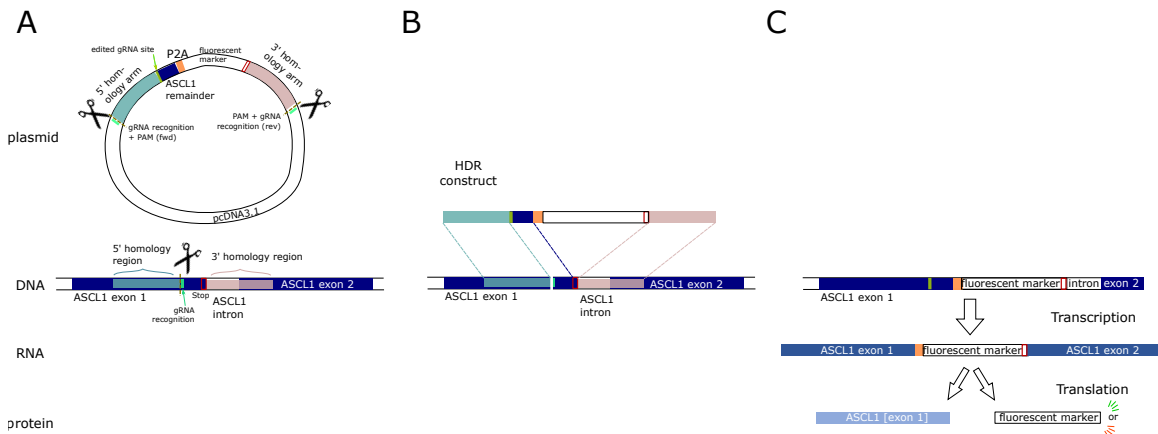 A
B
C
edited gRNA site
P2A
fluorescent
marker
5' hom-
ology arm
3' hom-
ology arm
ASCL1
remainder
gRNA recognition
+ PAM (fwd)
PAM + gRNA
recognition (rev)
plasmid
pcDNA3.1
HDR
construct
5' homology
region
3' homology region
DNA
ASCL1 exon 1
Stop
ASCL1
intron
ASCL1 exon 2
gRNA
recognition
ASCL1 exon 1
ASCL1
intron
ASCL1 exon 2
fluorescent marker
intron
exon 2
ASCL1 exon 1
Transcription
RNA
ASCL1 exon 1
fluorescent marker
ASCL1 exon 2
Translation
protein
ASCL1 [exon 1]
fluorescent marker
or